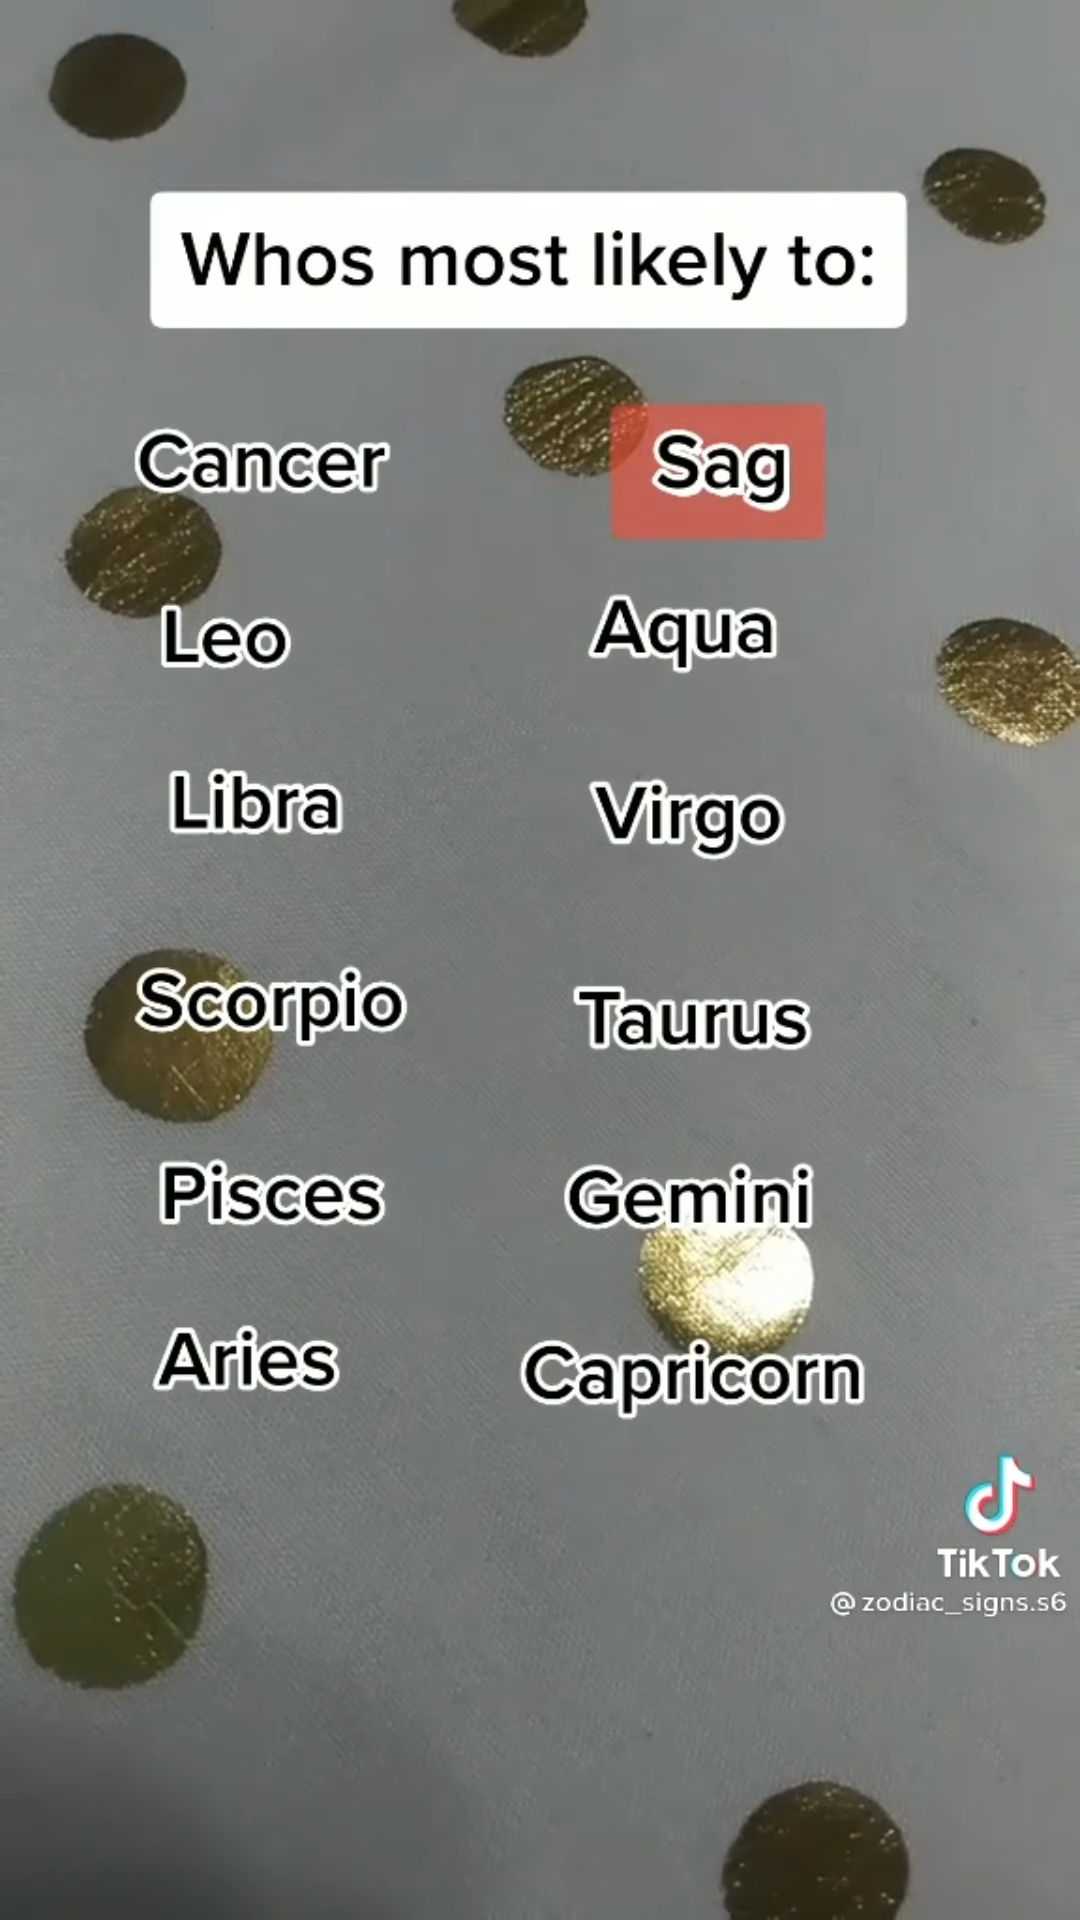 Whos most likely to:
Cancer
Sag
Leo
Aqua
Libra
Virgo
Scorpio
Taurus
Pisces
Gemini
Aries
Capricorn
TikTok
@zodiac_signs.s6